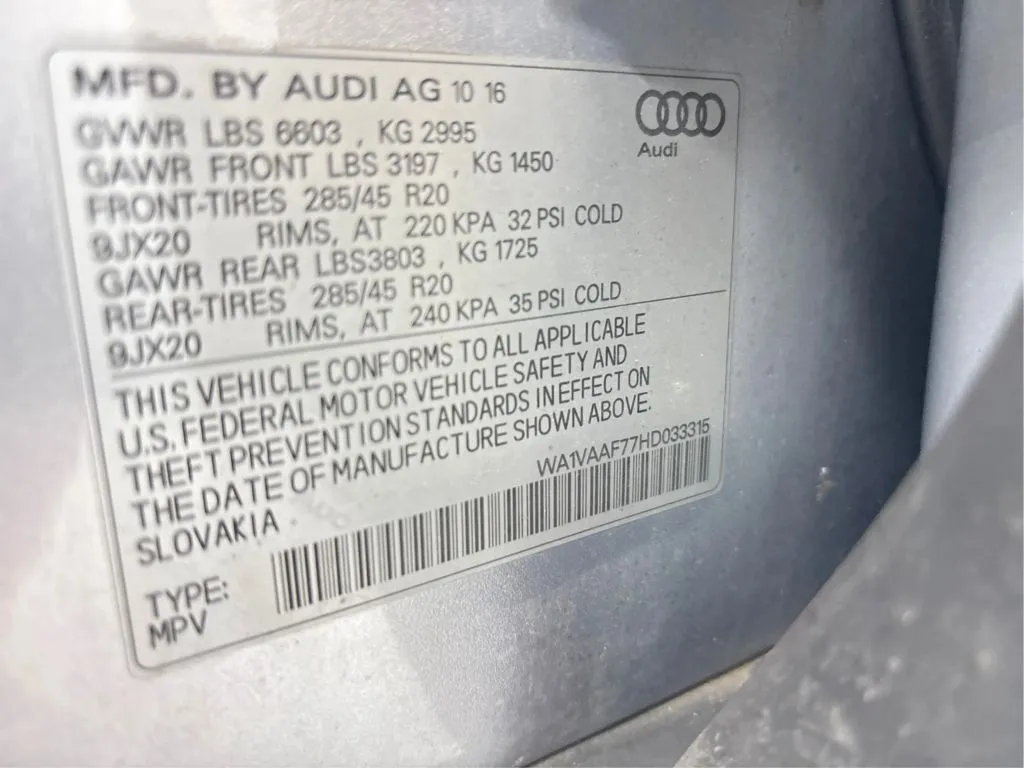 MFD. BY AUDI AG 10 16
GVWR LBS 6603 , KG 2995
GAWR FRONT LBS 3197 , KG 1450
FRONT-TIRES 285/45 R20
9JX20 RIMS, AT 220 KPA 32 PSI COLD
GAWR REAR LBS3803 , KG 1725
REAR-TIRES 285/45 R20
9JX20 RIMS, AT 240 KPA 35 PSI COLD
Audi
THIS VEHICLE CONFORMS TO ALL APPLICABLE
U.S. FEDERAL MOTOR VEHICLE SAFETY AND
THEFT PREVENTION STANDARDS IN EFFECT ON
THE DATE OF MANUFACTURE SHOWN ABOVE.
SLOVAKIA
WA1VAAF77HD033315
TYPE:
MPV